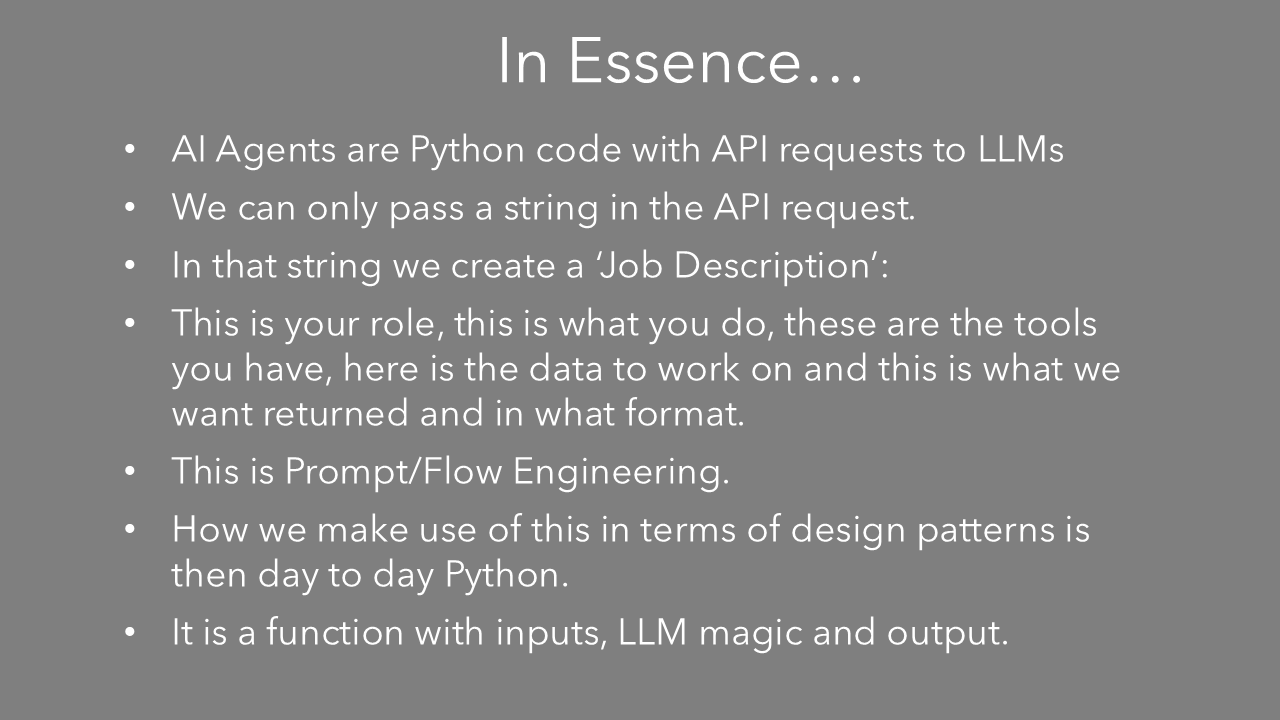 In Essence…
• AI Agents are Python code with API requests to LLMs
• We can only pass a string in the API request.
• In that string we create a ‘Job Description’:
• This is your role, this is what you do, these are the tools
you have, here is the data to work on and this is what we
want returned and in what format.
• This is Prompt/Flow Engineering.
• How we make use of this in terms of design patterns is
then day to day Python.
• It is a function with inputs, LLM magic and output.